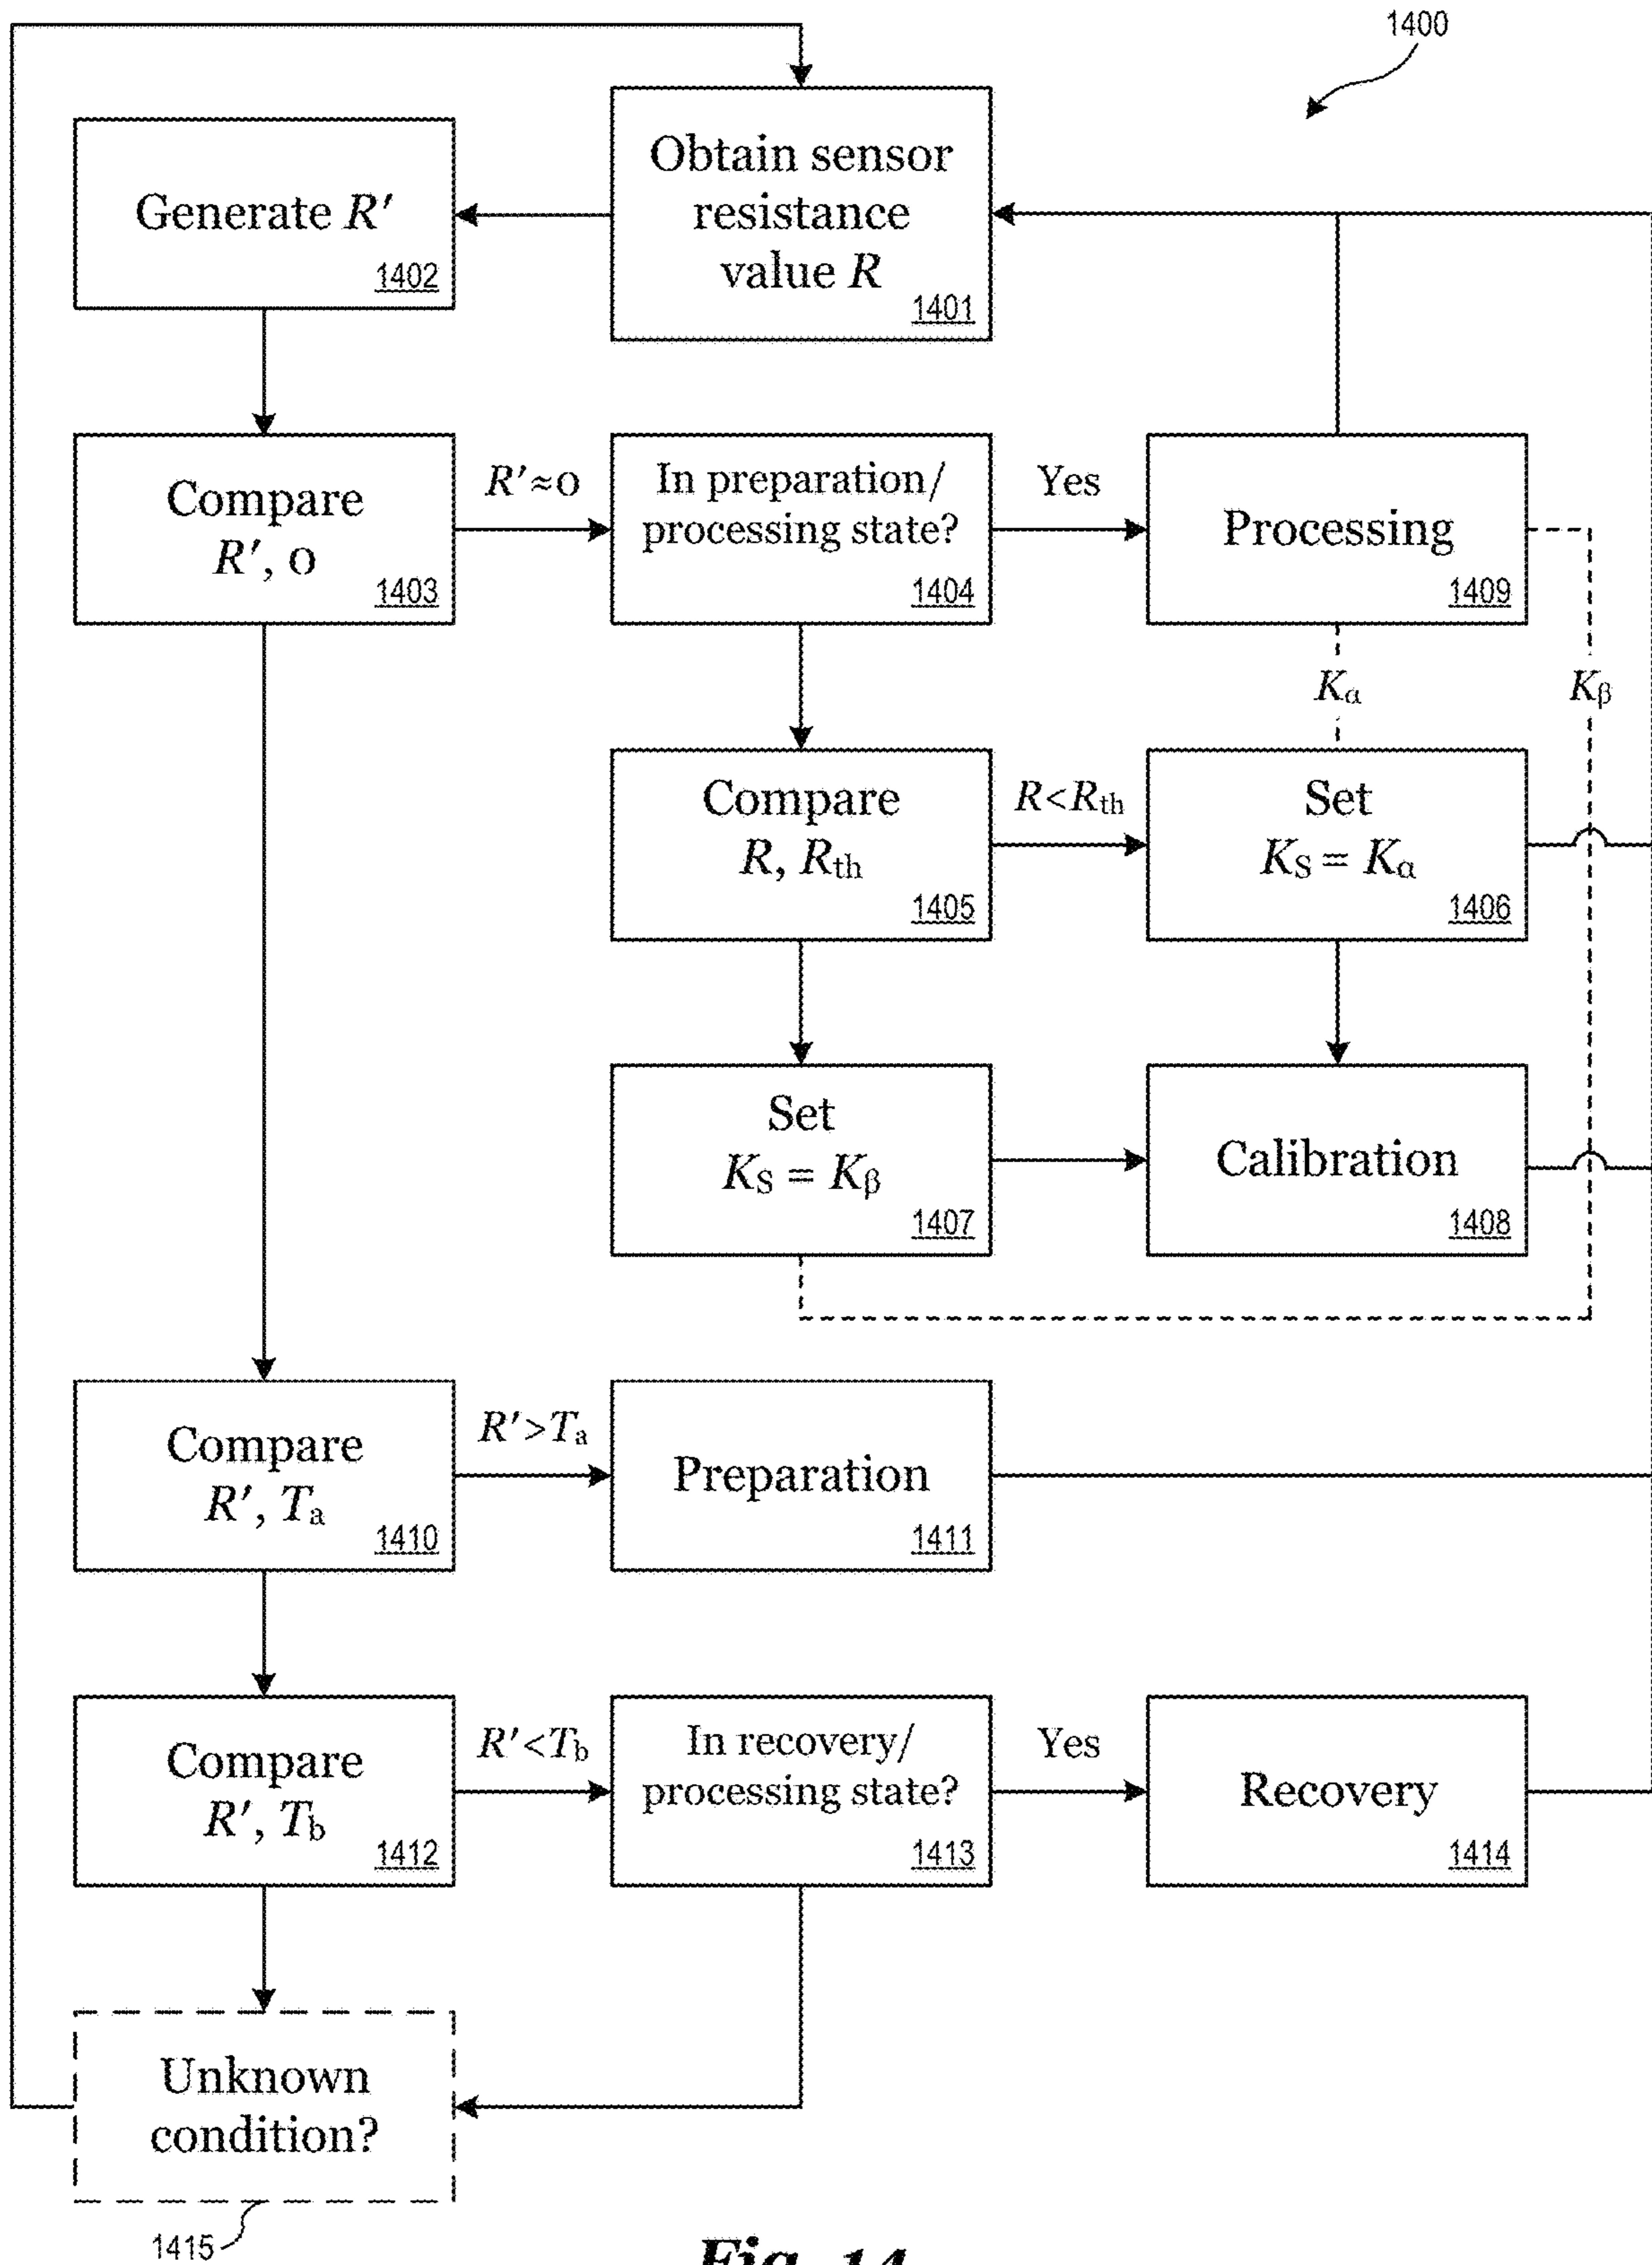 1400
Obtain sensor
resistance
value R
1401
Generate R'
1402
Compare
R', 0
1403
R'≈0
In preparation/
processing state?
1404
Yes
Processing
1409
Kα
Kβ
Compare
R, Rth
1405
R<Rth
Set
KS = Kα
1406
Set
KS = Kβ
1407
Calibration
1408
Compare
R', Ta
1410
R'>Ta
Preparation
1411
Compare
R', Tb
1412
R'<Tb
In recovery/
processing state?
1413
Yes
Recovery
1414
Unknown
condition?
1415
Fig. 14